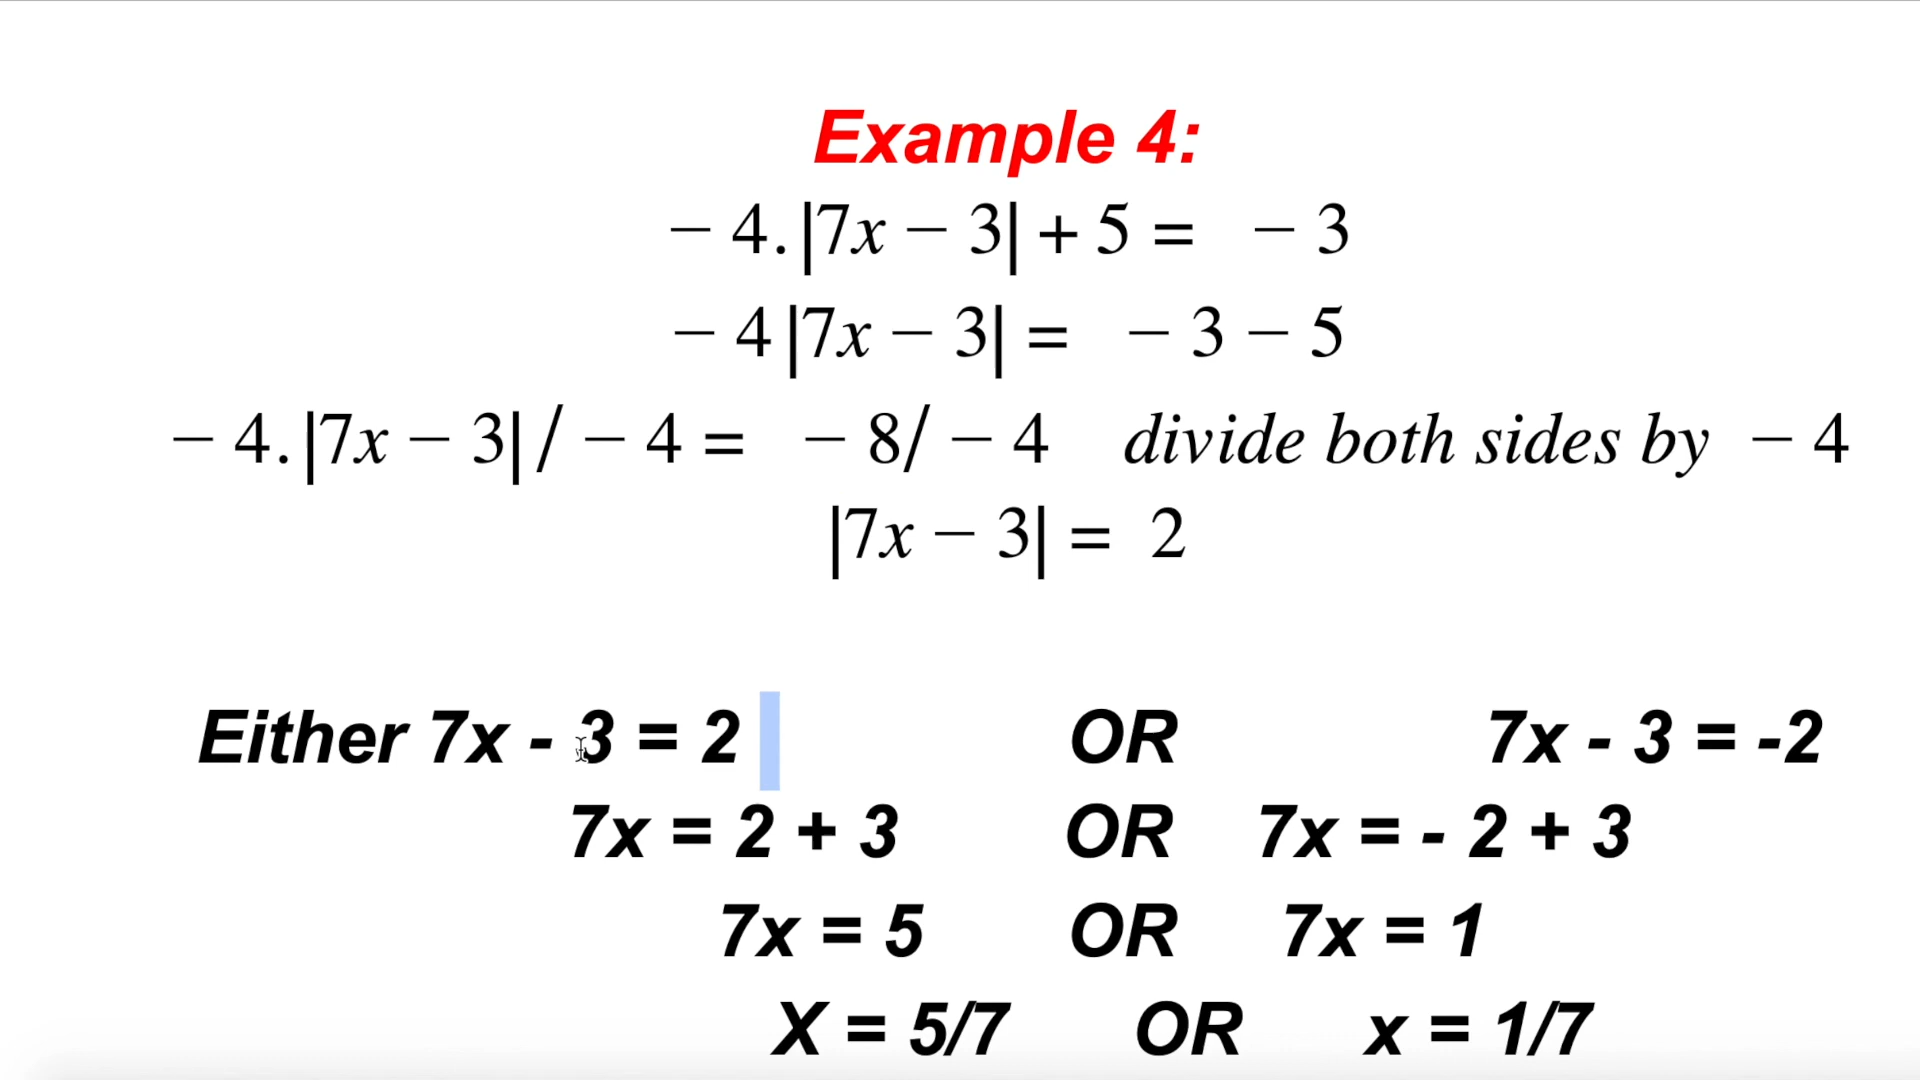 Example 4:
− 4.|7x − 3| + 5 = − 3
− 4 |7x − 3| = − 3 − 5
− 4.|7x − 3| / − 4 = − 8/ − 4 divide both sides by − 4
|7x − 3| = 2
Either 7x - 3 = 2 OR 7x - 3 = -2
7x = 2 + 3 OR 7x = - 2 + 3
7x = 5 OR 7x = 1
X = 5/7 OR x = 1/7